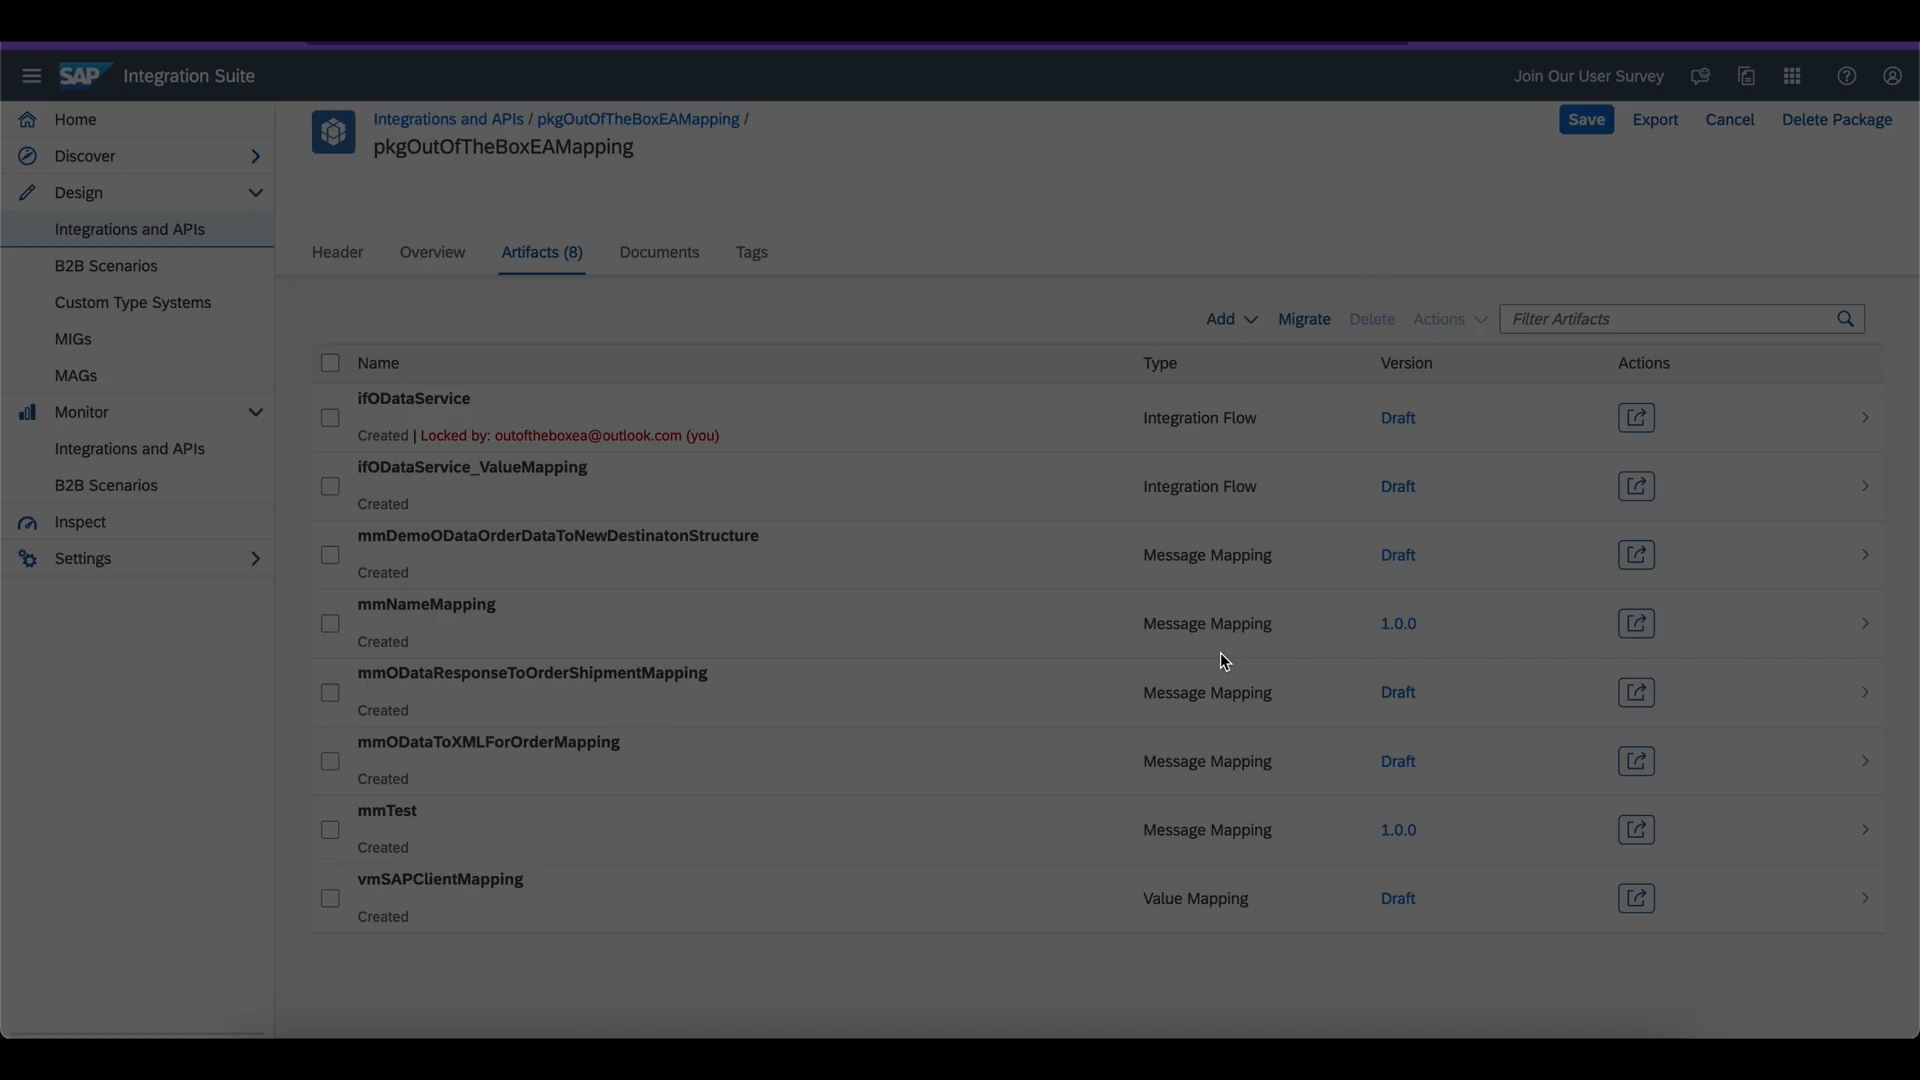 SAP Integration Suite
Join Our User Survey
Home
Discover
Design
Integrations and APIs
B2B Scenarios
Custom Type Systems
MIGs
MAGs
Monitor
Integrations and APIs
B2B Scenarios
Inspect
Settings
Integrations and APIs / pkgOutOfTheBoxEAMapping /
pkgOutOfTheBoxEAMapping
Save Export Cancel Delete Package
Header Overview Artifacts (8) Documents Tags
Add Migrate Delete Actions Filter Artifacts
Name Type Version Actions
ifODataService
Created | Locked by: outoftheboxea@outlook.com (you)
Integration Flow Draft
ifODataService_ValueMapping
Created
Integration Flow Draft
mmDemoODataOrderDataToNewDestinatonStructure
Created
Message Mapping Draft
mmNameMapping
Created
Message Mapping 1.0.0
mmODataResponseToOrderShipmentMapping
Created
Message Mapping Draft
mmODataToXMLForOrderMapping
Created
Message Mapping Draft
mmTest
Created
Message Mapping 1.0.0
vmSAPClientMapping
Created
Value Mapping Draft